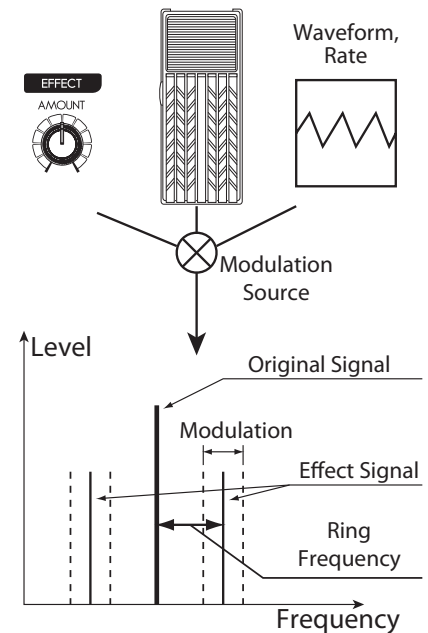 Waveform,
Rate
EFFECT
AMOUNT
Modulation
Source
Level
Original Signal
Modulation
Effect Signal
Ring
Frequency
Frequency